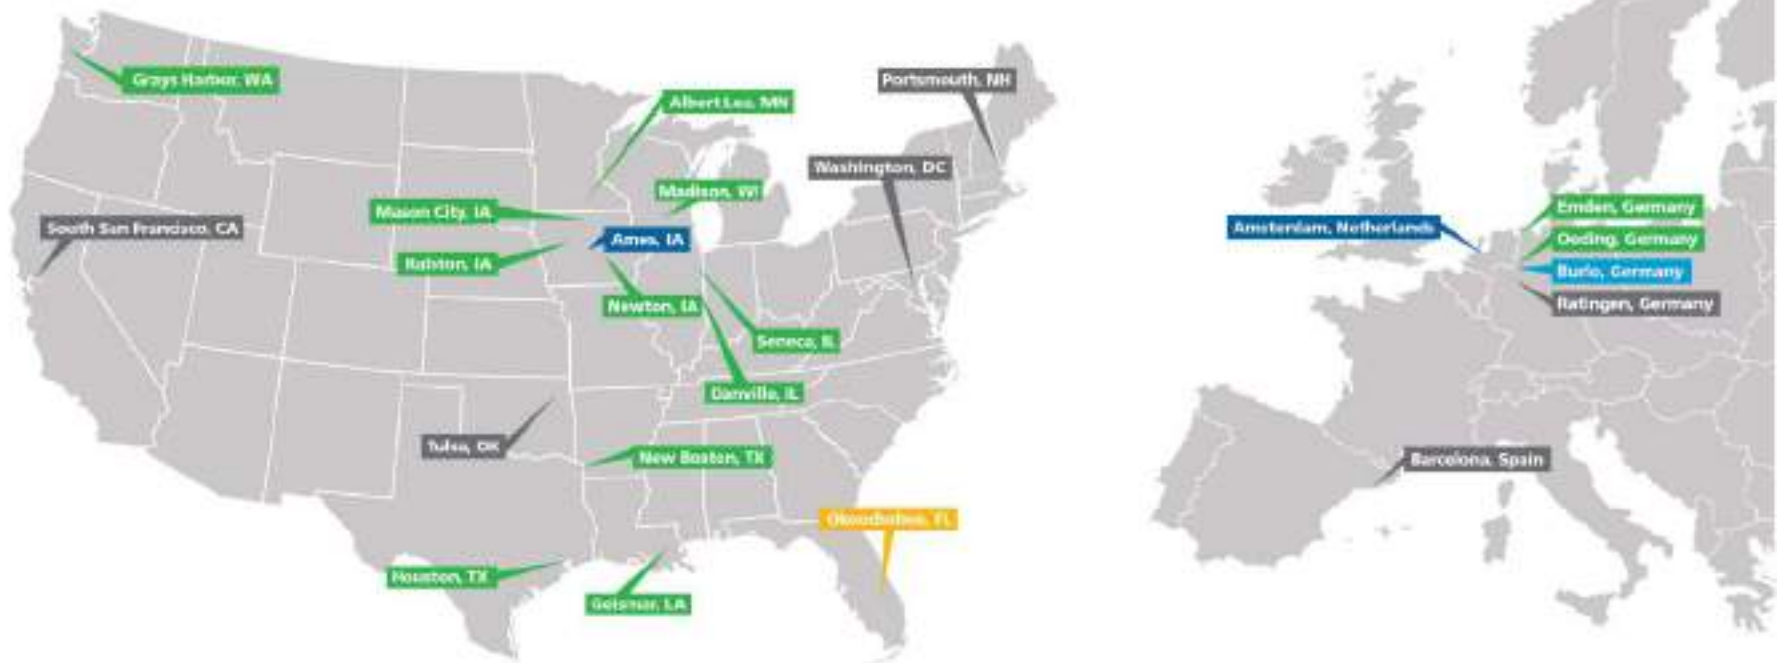 Grays Harbor, WA
Portsmouth, NH
Albert Lea, MN
Washington, DC
Madison, WI
Mason City, IA
South San Francisco, CA
Ames, IA
Ralston, IA
Newton, IA
Seneca, IL
Danville, IL
Tulsa, OK
New Boston, TX
Okeechobee, FL
Houston, TX
Geismar, LA
Emden, Germany
Amsterdam, Netherlands
Oeding, Germany
Burlo, Germany
Ratingen, Germany
Barcelona, Spain